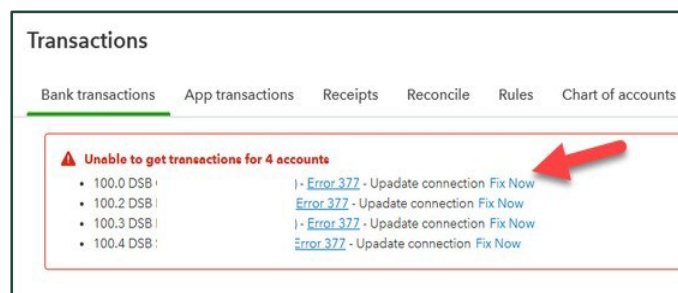 Transactions
Bank transactions App transactions Receipts Reconcile Rules Chart of accounts
Unable to get transactions for 4 accounts
• 100.0 DSB ) - Error 377 - Upadate connection Fix Now
• 100.2 DSB Error 377 - Upadate connection Fix Now
• 100.3 DSB ) - Error 377 - Upadate connection Fix Now
• 100.4 DSB Error 377 - Upadate connection Fix Now